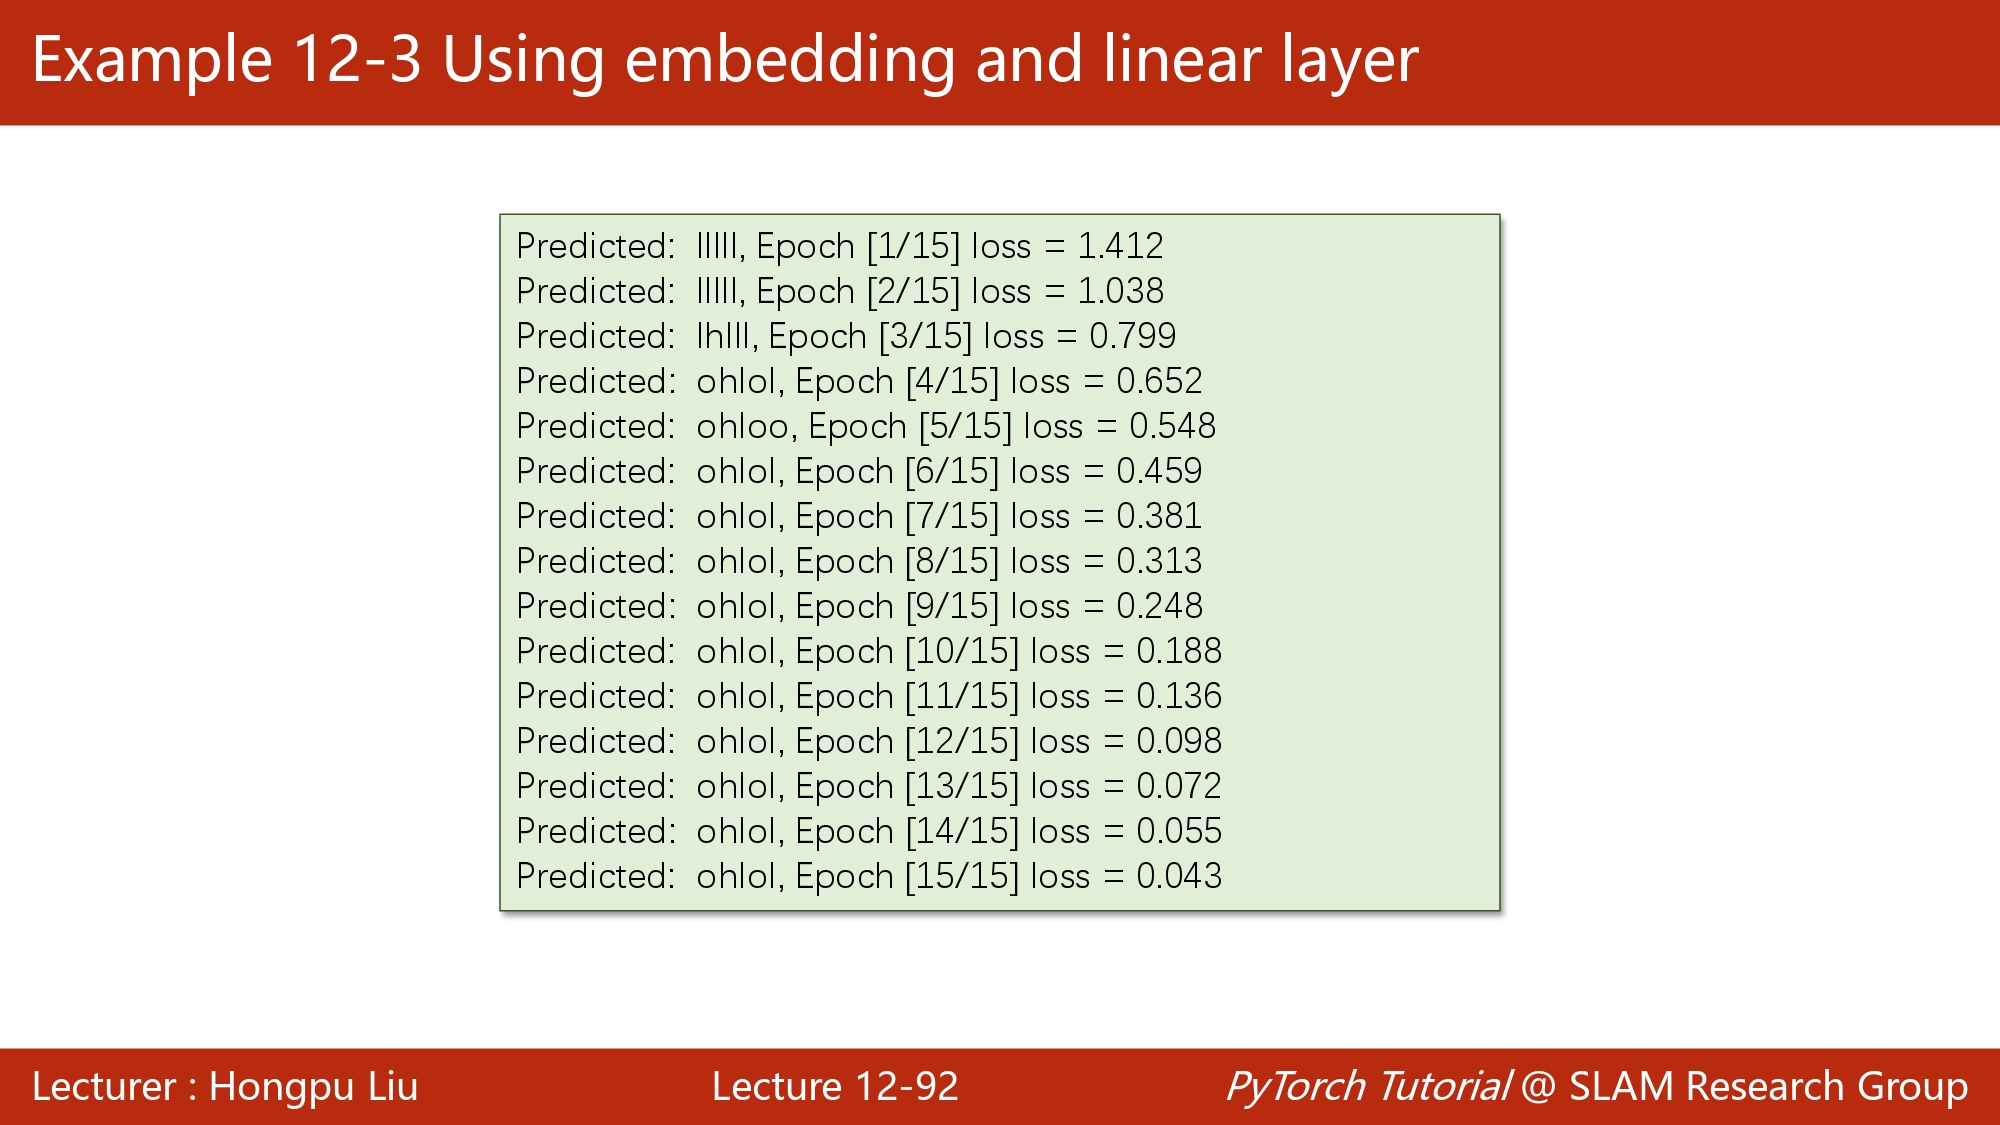 Example 12-3 Using embedding and linear layer
Predicted:  lllll, Epoch [1/15] loss = 1.412
Predicted:  lllll, Epoch [2/15] loss = 1.038
Predicted:  lhlll, Epoch [3/15] loss = 0.799
Predicted:  ohlol, Epoch [4/15] loss = 0.652
Predicted:  ohloo, Epoch [5/15] loss = 0.548
Predicted:  ohlol, Epoch [6/15] loss = 0.459
Predicted:  ohlol, Epoch [7/15] loss = 0.381
Predicted:  ohlol, Epoch [8/15] loss = 0.313
Predicted:  ohlol, Epoch [9/15] loss = 0.248
Predicted:  ohlol, Epoch [10/15] loss = 0.188
Predicted:  ohlol, Epoch [11/15] loss = 0.136
Predicted:  ohlol, Epoch [12/15] loss = 0.098
Predicted:  ohlol, Epoch [13/15] loss = 0.072
Predicted:  ohlol, Epoch [14/15] loss = 0.055
Predicted:  ohlol, Epoch [15/15] loss = 0.043
Lecturer : Hongpu Liu
Lecture 12-92
PyTorch Tutorial @ SLAM Research Group